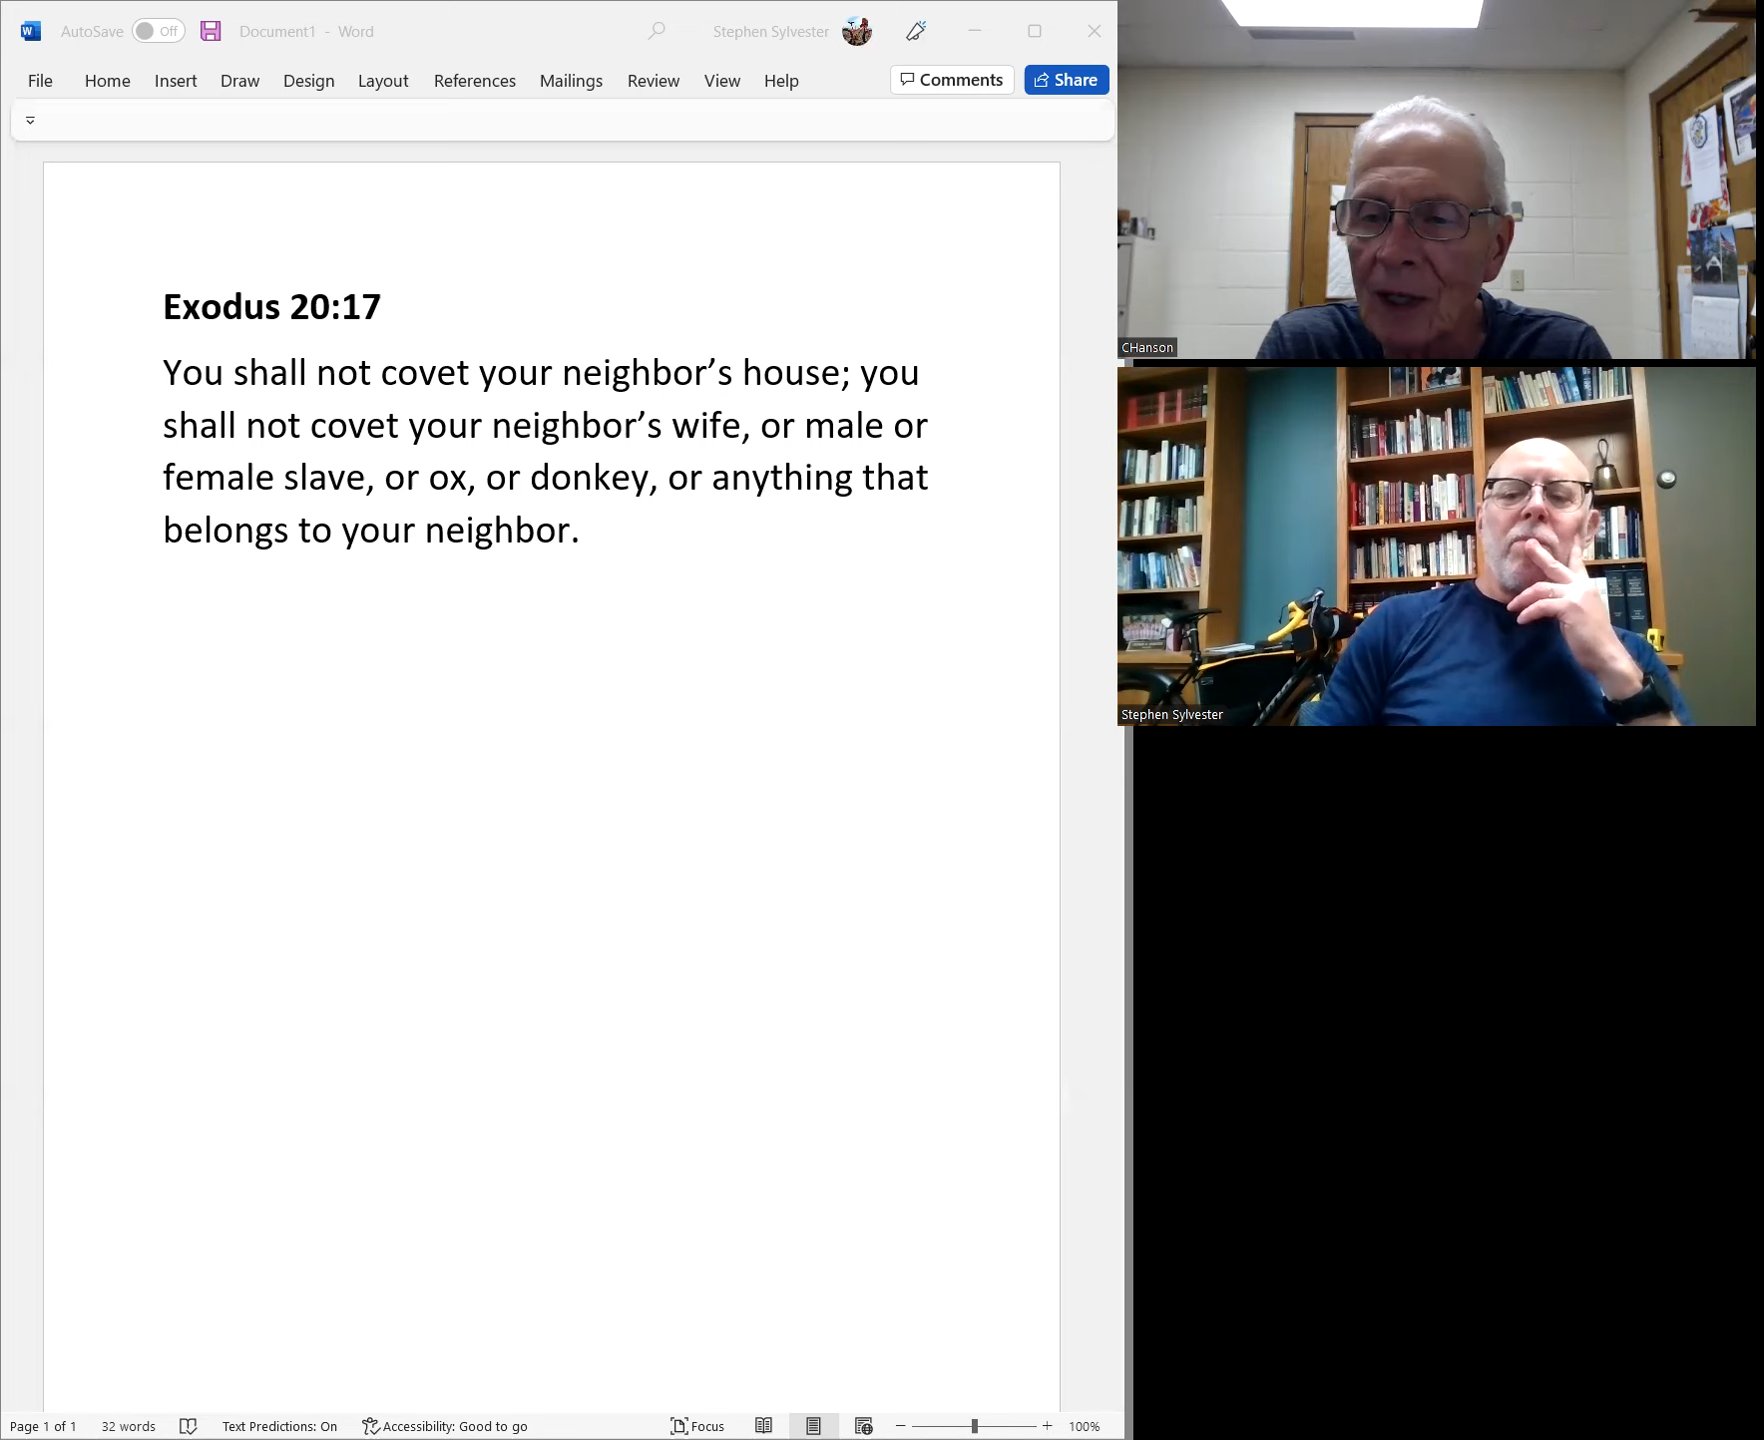 AutoSave Off Document1 - Word Stephen Sylvester
File Home Insert Draw Design Layout References Mailings Review View Help Comments Share
Exodus 20:17
You shall not covet your neighbor’s house; you
shall not covet your neighbor’s wife, or male or
female slave, or ox, or donkey, or anything that
belongs to your neighbor.
CHanson
Stephen Sylvester
Page 1 of 1 32 words Text Predictions: On Accessibility: Good to go Focus 100%